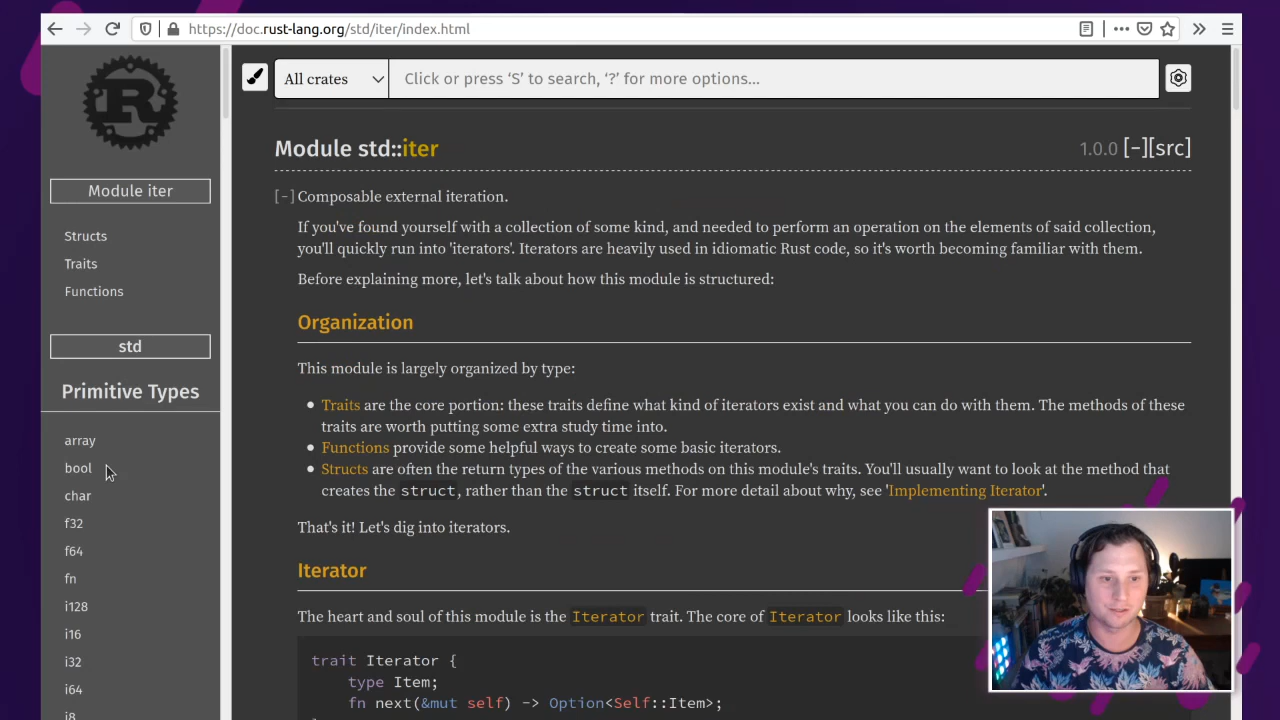 https://doc.rust-lang.org/std/iter/index.html
R
Module iter
Structs
Traits
Functions
std
Primitive Types
array
bool
char
f32
f64
fn
i128
i16
i32
i64
i8
All crates
Click or press ‘S’ to search, ‘?’ for more options…
Module std::iter
1.0.0 [−][src]
[−] Composable external iteration.
If you've found yourself with a collection of some kind, and needed to perform an operation on the elements of said collection,
you'll quickly run into 'iterators'. Iterators are heavily used in idiomatic Rust code, so it's worth becoming familiar with them.
Before explaining more, let's talk about how this module is structured:
Organization
This module is largely organized by type:
• Traits are the core portion: these traits define what kind of iterators exist and what you can do with them. The methods of these
traits are worth putting some extra study time into.
• Functions provide some helpful ways to create some basic iterators.
• Structs are often the return types of the various methods on this module's traits. You'll usually want to look at the method that
creates the struct, rather than the struct itself. For more detail about why, see 'Implementing Iterator'.
That's it! Let's dig into iterators.
Iterator
The heart and soul of this module is the Iterator trait. The core of Iterator looks like this:
trait Iterator {
type Item;
fn next(&mut self) -> Option<Self::Item>;